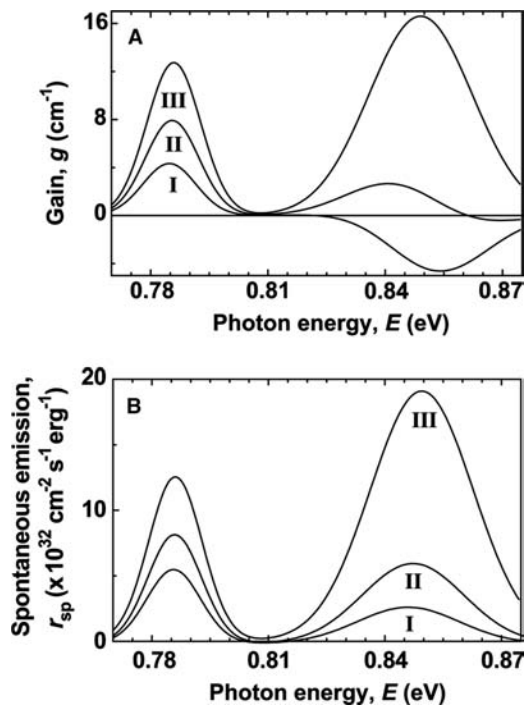 A
Gain, g (cm⁻¹)
16
8
0
III
II
I
0.78 0.81 0.84 0.87
Photon energy, E (eV)
B
Spontaneous emission,
rsp (x 10³² cm⁻² s⁻¹ erg⁻¹)
20
10
0
III
II
I
0.78 0.81 0.84 0.87
Photon energy, E (eV)